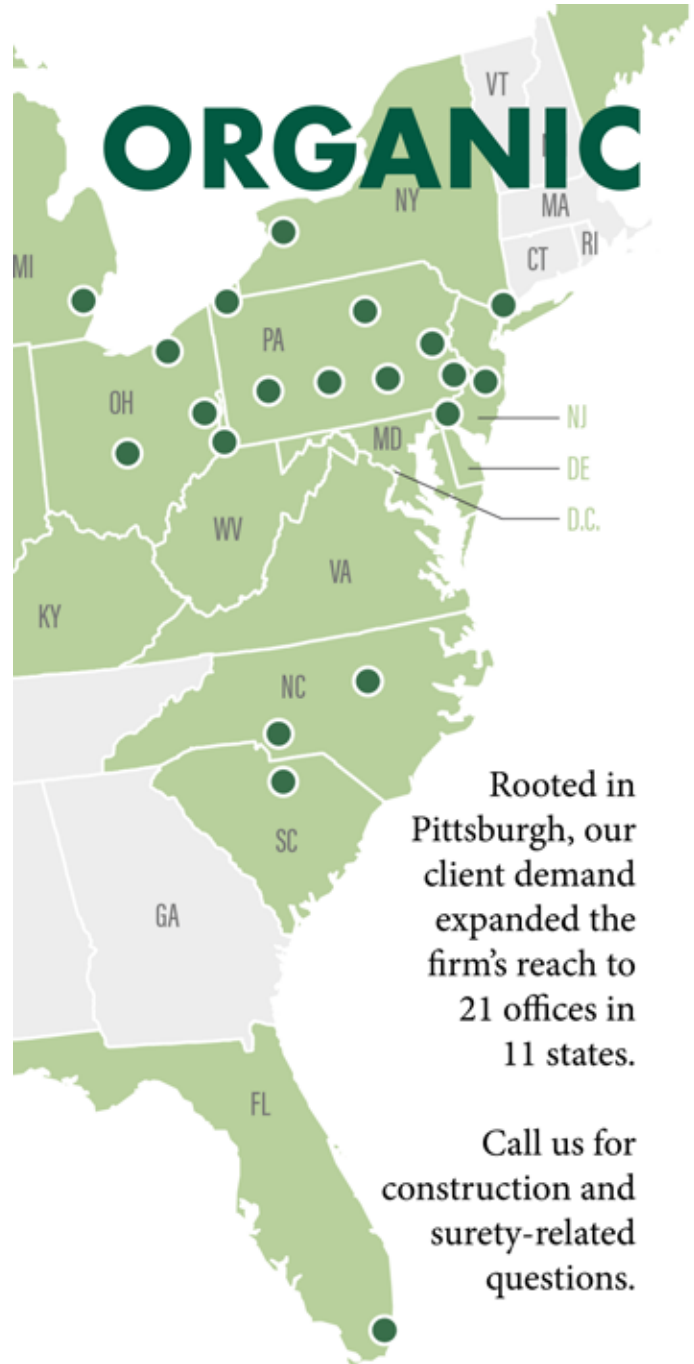 VT
ORGANIC
NY
MA
CT
RI
MI
PA
OH
NJ
MD
DE
D.C.
WV
VA
KY
NC
SC
GA
FL
Rooted in
Pittsburgh, our
client demand
expanded the
firm’s reach to
21 offices in
11 states.
Call us for
construction and
surety-related
questions.